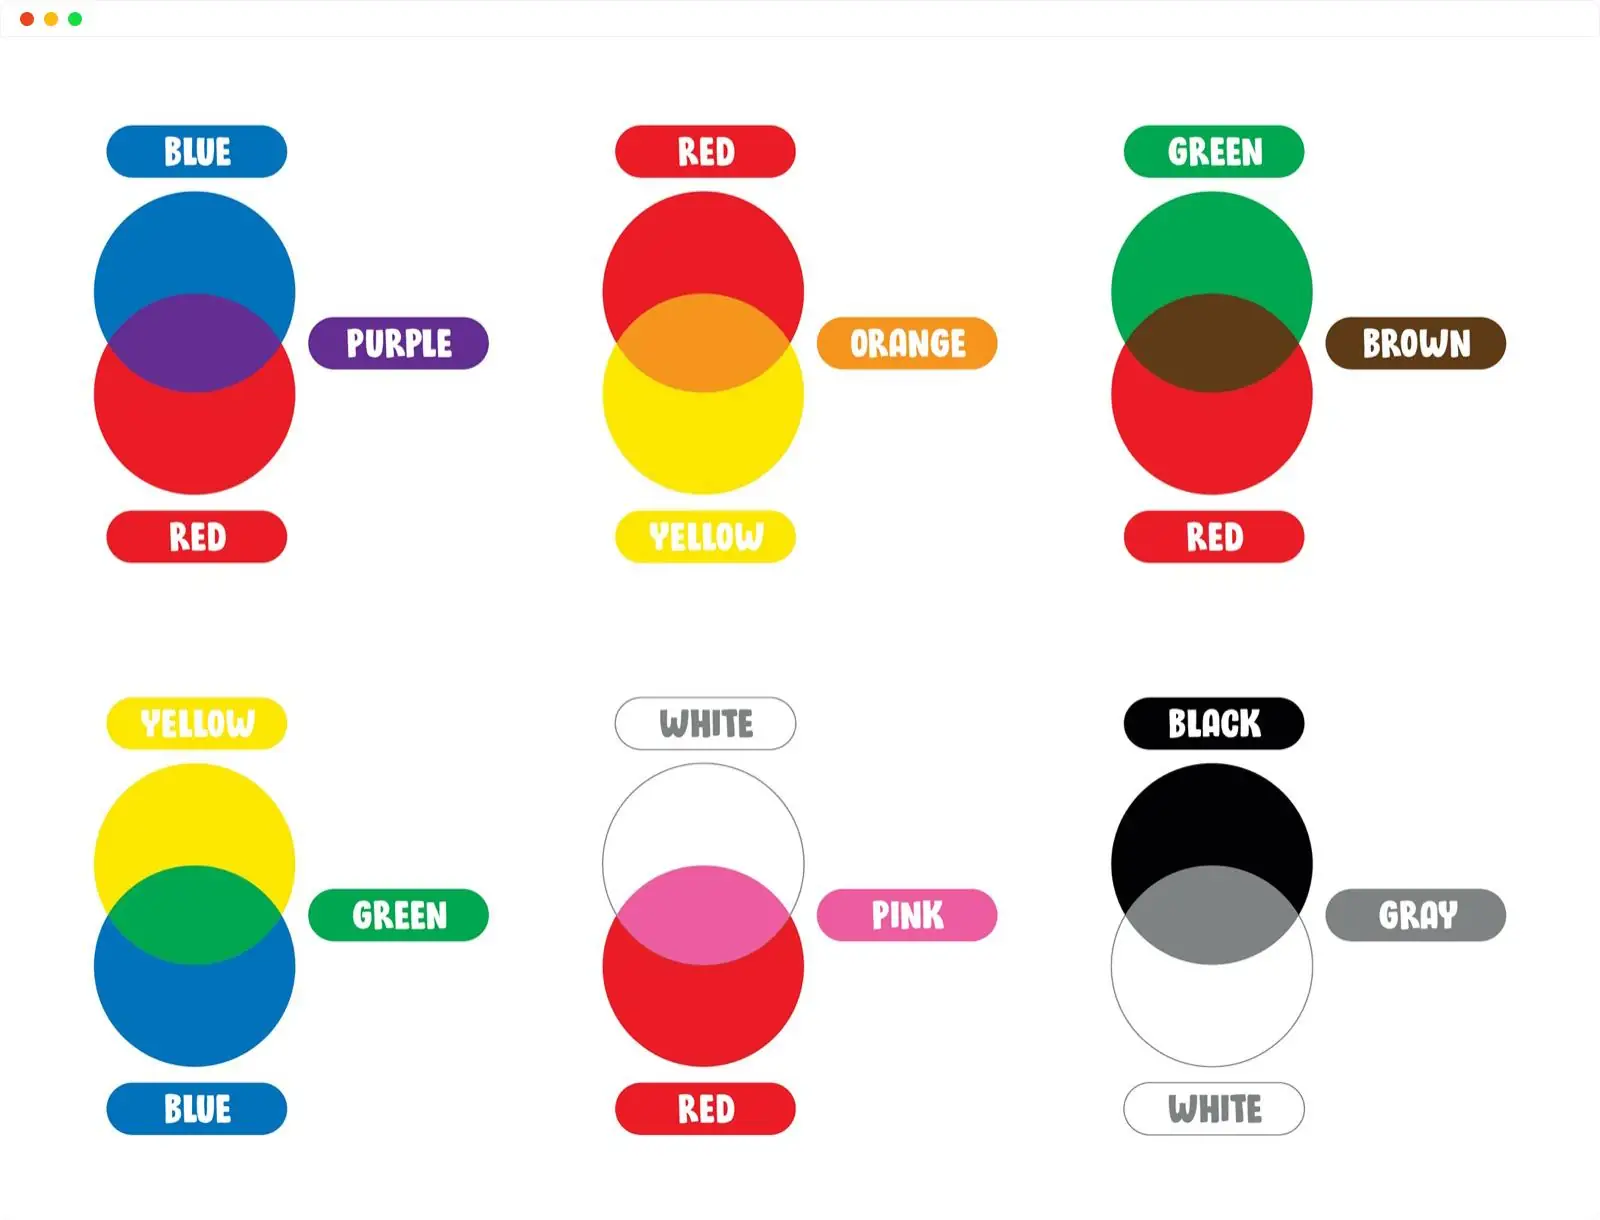 BLUE
PURPLE
RED
RED
ORANGE
YELLOW
GREEN
BROWN
RED
YELLOW
GREEN
BLUE
WHITE
PINK
RED
BLACK
GRAY
WHITE